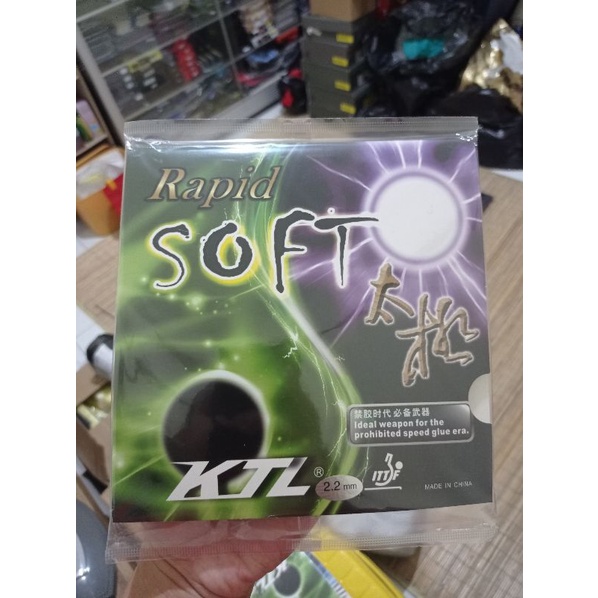 Rapid
SOFT
太极
禁胶时代必备武器
Ideal weapon for the
prohibited speed glue era.
KTL®
2.2 mm
ITTF
MADE IN CHINA